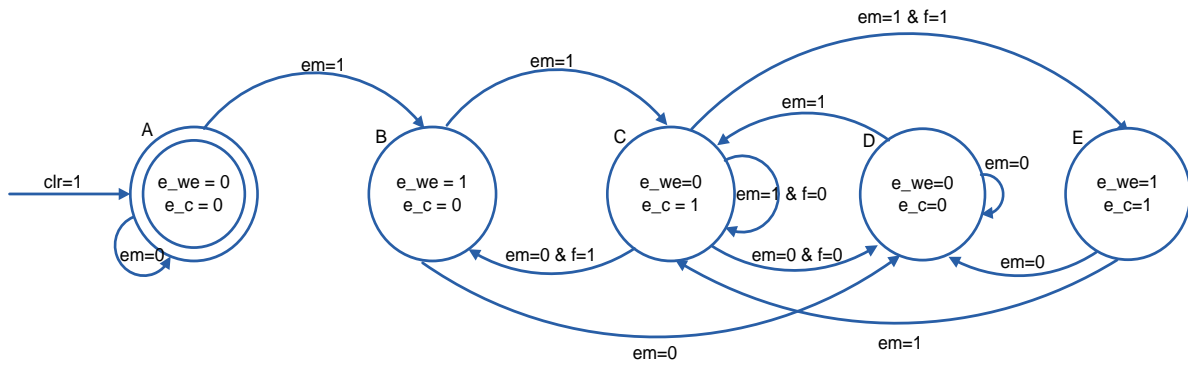 em=1 & f=1
em=1
em=1
em=1
A
B
C
D
E
clr=1
e_we = 0
e_c = 0
e_we = 1
e_c = 0
e_we=0
e_c = 1
em=1 & f=0
e_we=0
e_c=0
em=0
e_we=1
e_c=1
em=0
em=0 & f=1
em=0 & f=0
em=0
em=0
em=1